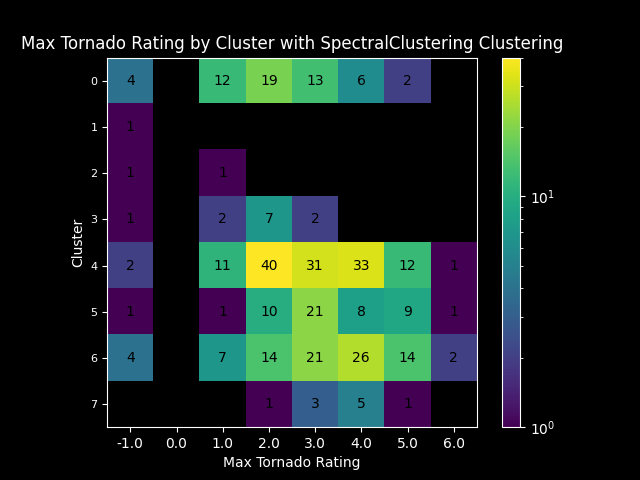 Max Tornado Rating by Cluster with SpectralClustering Clustering
Cluster
0 4 12 19 13 6 2
1 1
2 1 1
3 1 2 7 2
4 2 11 40 31 33 12 1
5 1 1 10 21 8 9 1
6 4 7 14 21 26 14 2
7 1 3 5 1
-1.0 0.0 1.0 2.0 3.0 4.0 5.0 6.0
Max Tornado Rating
10¹
10⁰